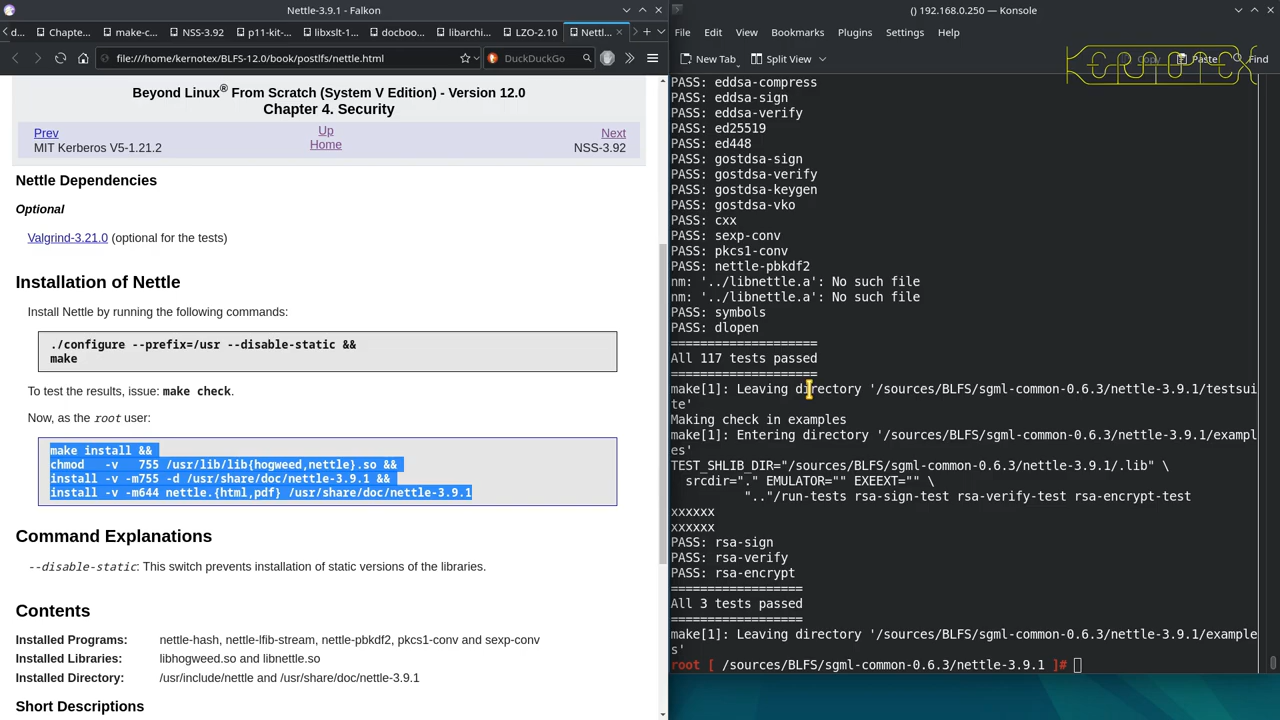 Nettle-3.9.1 - Falkon
d...
Chapte...
make-c...
NSS-3.92
p11-kit-...
libxslt-1...
docboo...
libarchi...
LZO-2.10
Nettl...
file:///home/kernotex/BLFS-12.0/book/postlfs/nettle.html
DuckDuckGo
Beyond Linux® From Scratch (System V Edition) - Version 12.0
Chapter 4. Security
Prev
Up
Next
MIT Kerberos V5-1.21.2
Home
NSS-3.92
Nettle Dependencies
Optional
Valgrind-3.21.0 (optional for the tests)
Installation of Nettle
Install Nettle by running the following commands:
./configure --prefix=/usr --disable-static &&
make
To test the results, issue: make check.
Now, as the root user:
make install &&
chmod   -v   755 /usr/lib/lib{hogweed,nettle}.so &&
install -v -m755 -d /usr/share/doc/nettle-3.9.1 &&
install -v -m644 nettle.{html,pdf} /usr/share/doc/nettle-3.9.1
Command Explanations
--disable-static: This switch prevents installation of static versions of the libraries.
Contents
Installed Programs: nettle-hash, nettle-lfib-stream, nettle-pbkdf2, pkcs1-conv and sexp-conv
Installed Libraries: libhogweed.so and libnettle.so
Installed Directory: /usr/include/nettle and /usr/share/doc/nettle-3.9.1
Short Descriptions
() 192.168.0.250 — Konsole
File Edit View Bookmarks Plugins Settings Help
New Tab Split View Copy Paste Find
KERNOTEX
PASS: eddsa-compress
PASS: eddsa-sign
PASS: eddsa-verify
PASS: ed25519
PASS: ed448
PASS: gostdsa-sign
PASS: gostdsa-verify
PASS: gostdsa-keygen
PASS: gostdsa-vko
PASS: cxx
PASS: sexp-conv
PASS: pkcs1-conv
PASS: nettle-pbkdf2
nm: '../libnettle.a': No such file
nm: '../libnettle.a': No such file
PASS: symbols
PASS: dlopen
====================
All 117 tests passed
====================
make[1]: Leaving directory '/sources/BLFS/sgml-common-0.6.3/nettle-3.9.1/testsui
te'
Making check in examples
make[1]: Entering directory '/sources/BLFS/sgml-common-0.6.3/nettle-3.9.1/exampl
es'
TEST_SHLIB_DIR="/sources/BLFS/sgml-common-0.6.3/nettle-3.9.1/.lib" \
srcdir="." EMULATOR="" EXEEXT="" \
".."/run-tests rsa-sign-test rsa-verify-test rsa-encrypt-test
xxxxxx
xxxxxx
PASS: rsa-sign
PASS: rsa-verify
PASS: rsa-encrypt
==================
All 3 tests passed
==================
make[1]: Leaving directory '/sources/BLFS/sgml-common-0.6.3/nettle-3.9.1/example
s'
root [ /sources/BLFS/sgml-common-0.6.3/nettle-3.9.1 ]#